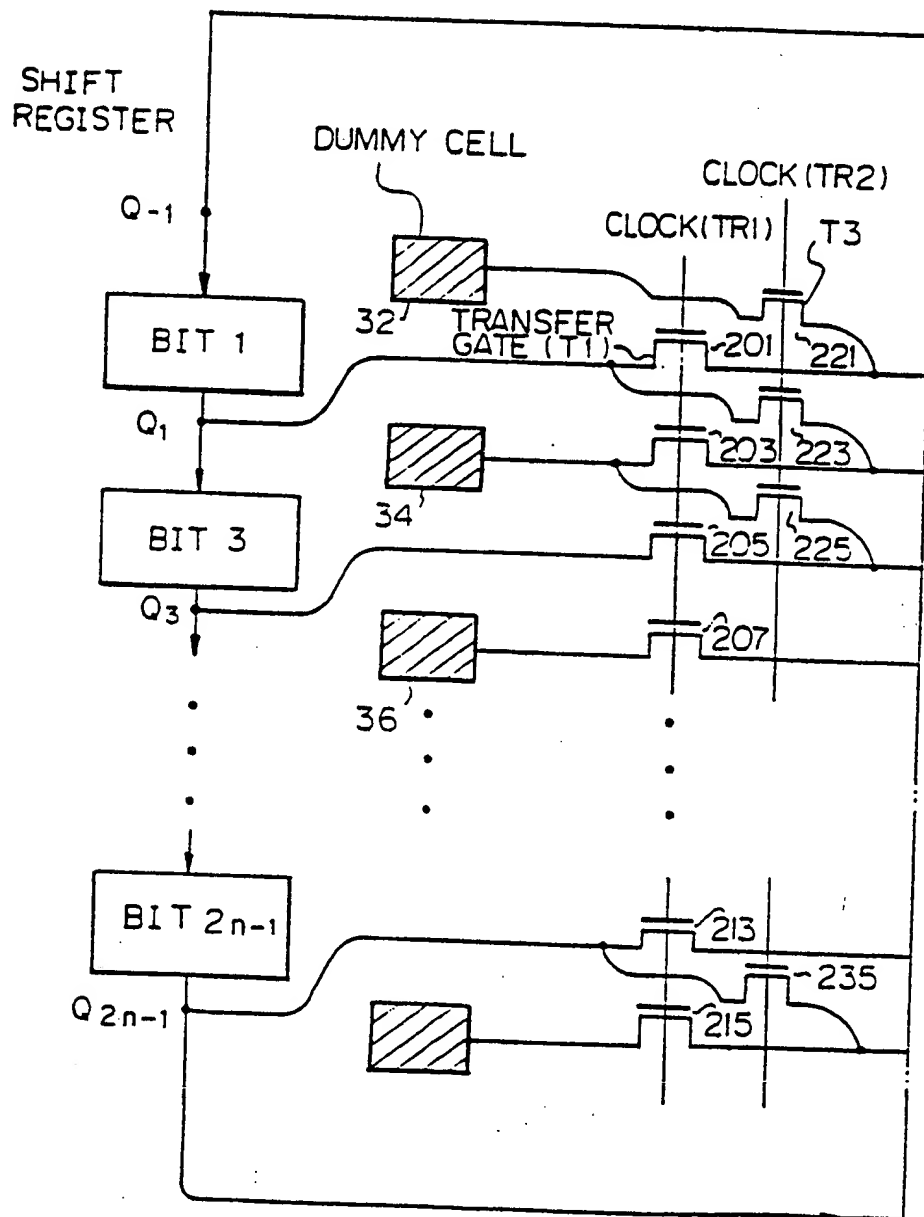 SHIFT
REGISTER
DUMMY CELL
CLOCK(TR2)
Q-1
CLOCK(TR1)
T3
32
BIT 1
TRANSFER
GATE (T1)
201
221
Q1
203
223
34
BIT 3
205
225
Q3
207
36
BIT 2n-1
213
235
Q2n-1
215